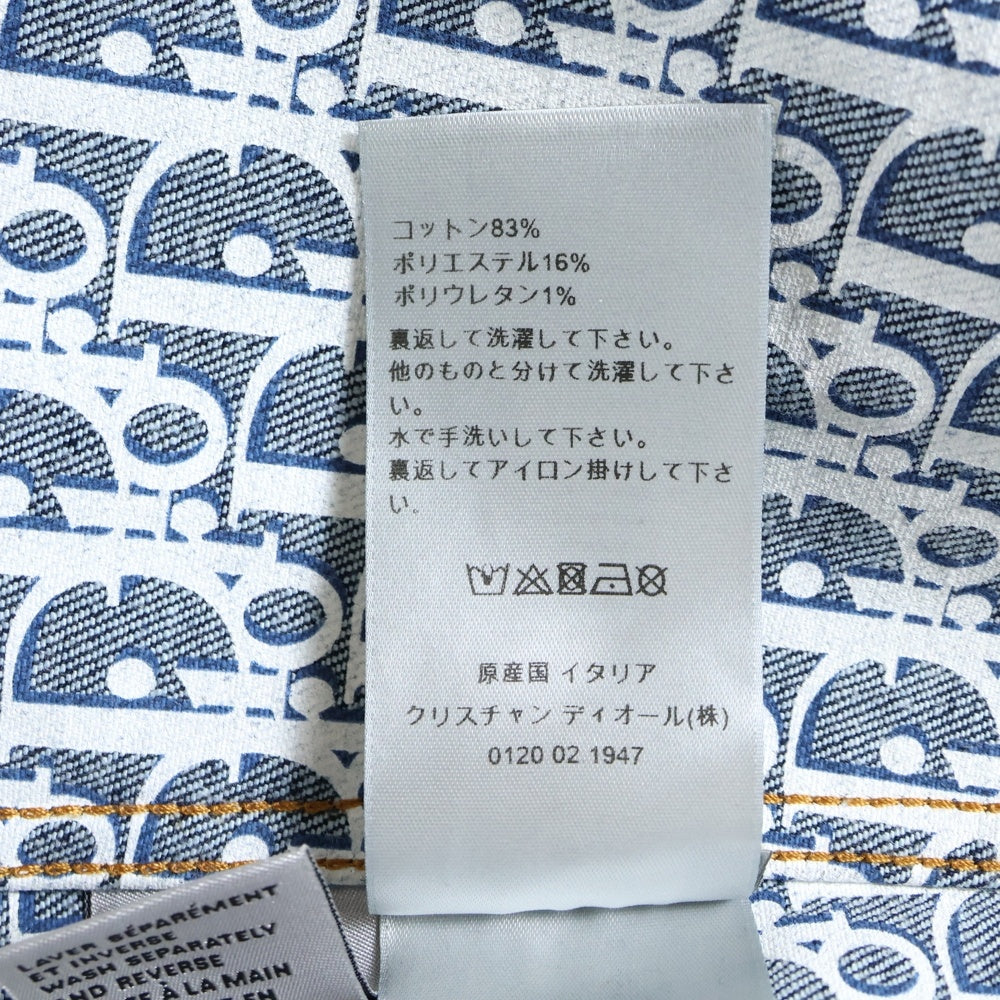 コットン83%
ポリエステル16%
ポリウレタン1%
裏返して洗濯して下さい。
他のものと分けて洗濯して下さ
い。
水で手洗いして下さい。
裏返してアイロン掛けして下さ
い.
原産国 イタリア
クリスチャン ディオール(株)
0120 02 1947
LAVER SÉPARÉMENT
ET INVERSE
WASH SEPARATELY
AND REVERSE
À LA MAIN
EN